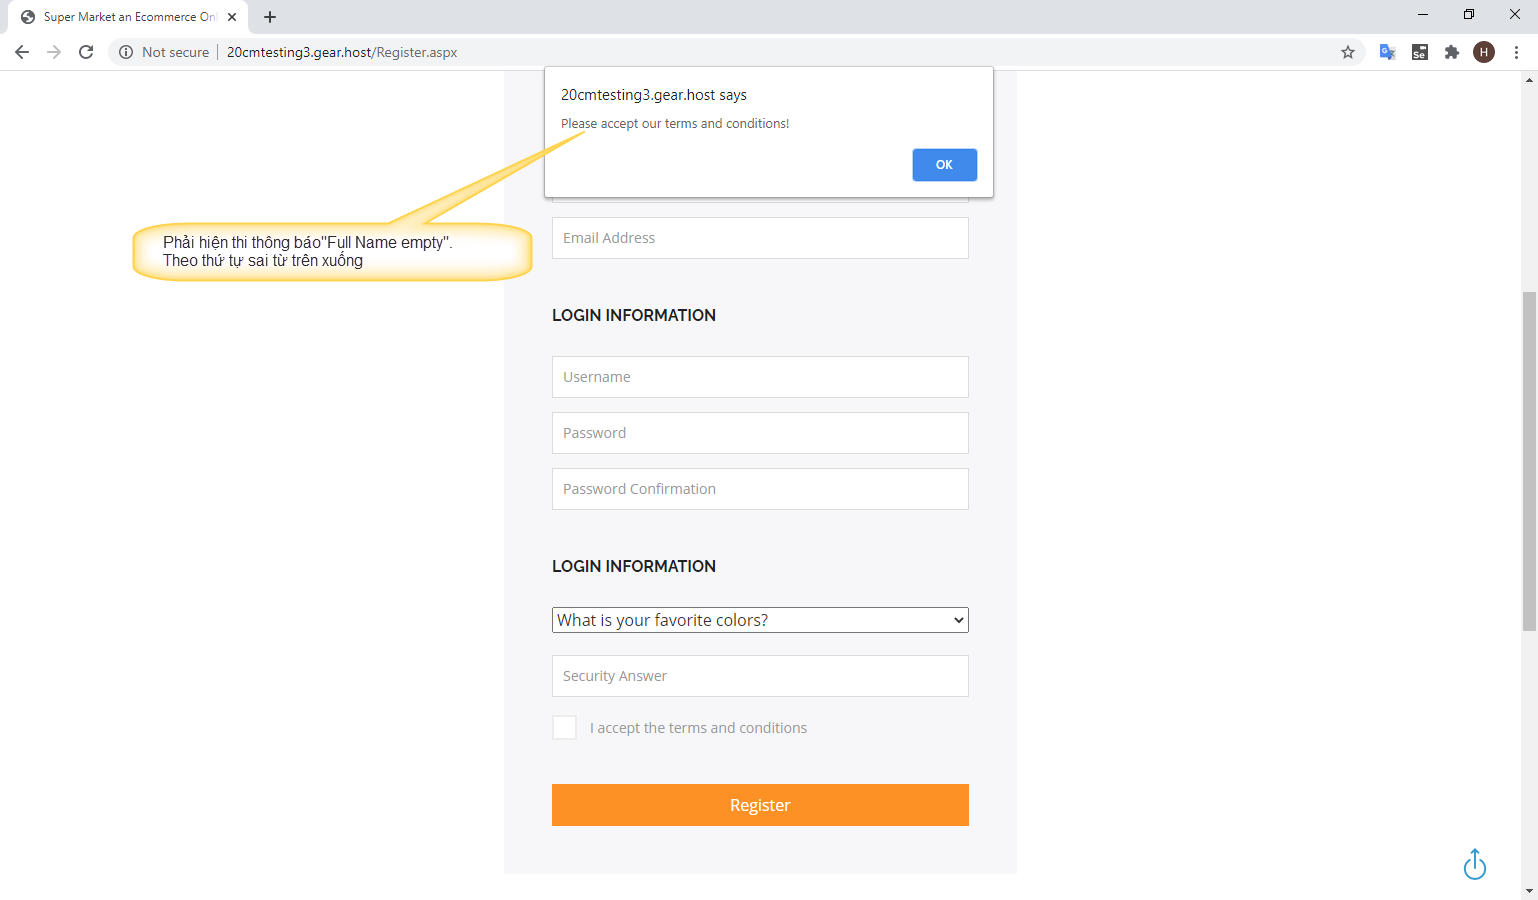 Super Market an Ecommerce Onl
Not secure
20cmtesting3.gear.host/Register.aspx
Se
H
20cmtesting3.gear.host says
Please accept our terms and conditions!
OK
Phải hiện thi thông báo"Full Name empty".
Theo thứ tự sai từ trên xuống
Email Address
LOGIN INFORMATION
Username
Password
Password Confirmation
LOGIN INFORMATION
What is your favorite colors?
Security Answer
I accept the terms and conditions
Register